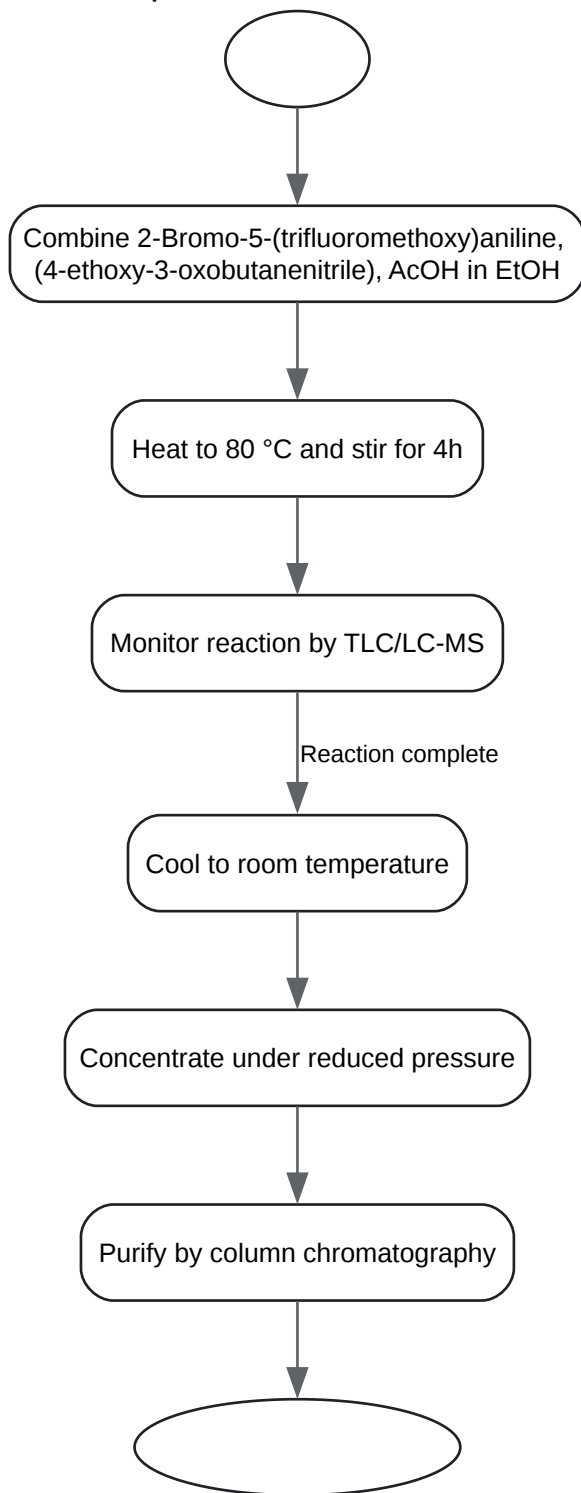 Combine 2-Bromo-5-(trifluoromethoxy)aniline,
(4-ethoxy-3-oxobutanenitrile), AcOH in EtOH
Heat to 80 °C and stir for 4h
Monitor reaction by TLC/LC-MS
Reaction complete
Cool to room temperature
Concentrate under reduced pressure
Purify by column chromatography